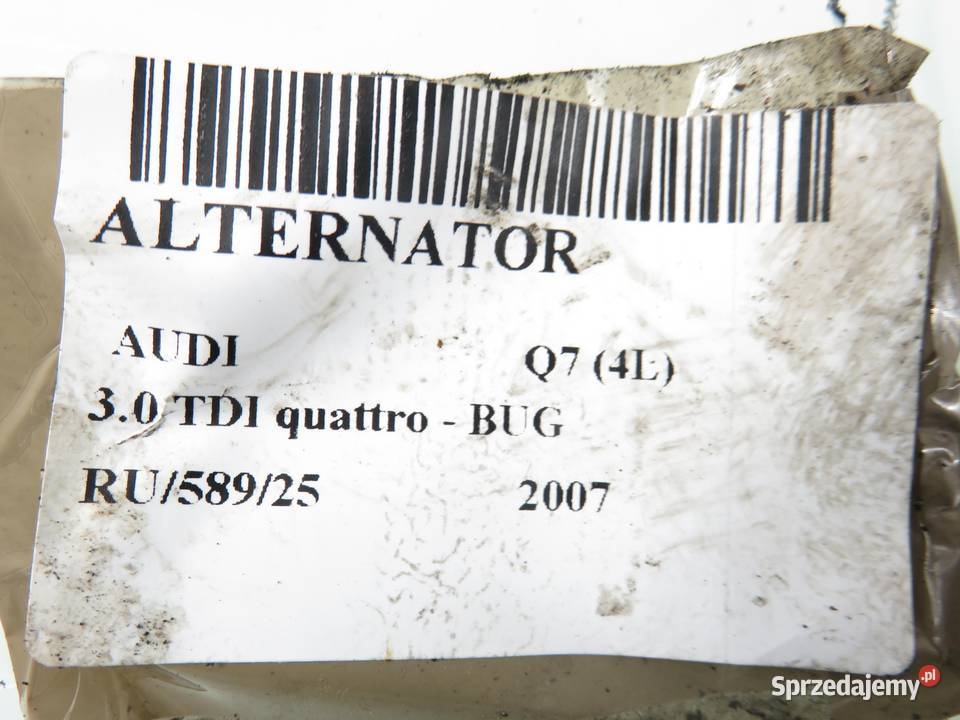 ALTERNATOR
AUDI Q7 (4L)
3.0 TDI quattro - BUG
RU/589/25 2007
Sprzedajemy.pl